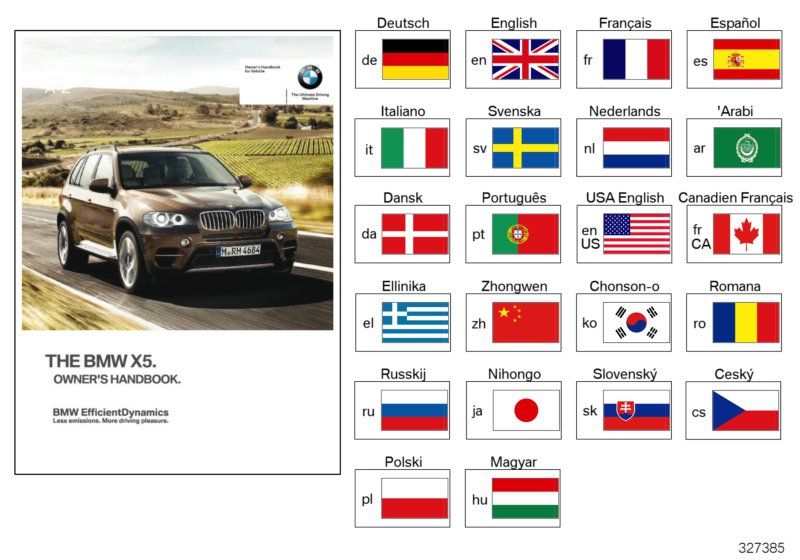 Owner's Handbook
for Vehicle
BMW
The Ultimate Driving
Machine
A-Z
M RH 4684
THE BMW X5.
OWNER'S HANDBOOK.
BMW EfficientDynamics
Less emissions. More driving pleasure.
Deutsch
de
English
en
Français
fr
Español
es
Italiano
it
Svenska
sv
Nederlands
nl
'Arabi
ar
Dansk
da
Português
pt
USA English
en
US
Canadien Français
fr
CA
Ellinika
el
Zhongwen
zh
Chonson-o
ko
Romana
ro
Russkij
ru
Nihongo
ja
Slovenský
sk
Ceský
cs
Polski
pl
Magyar
hu
327385